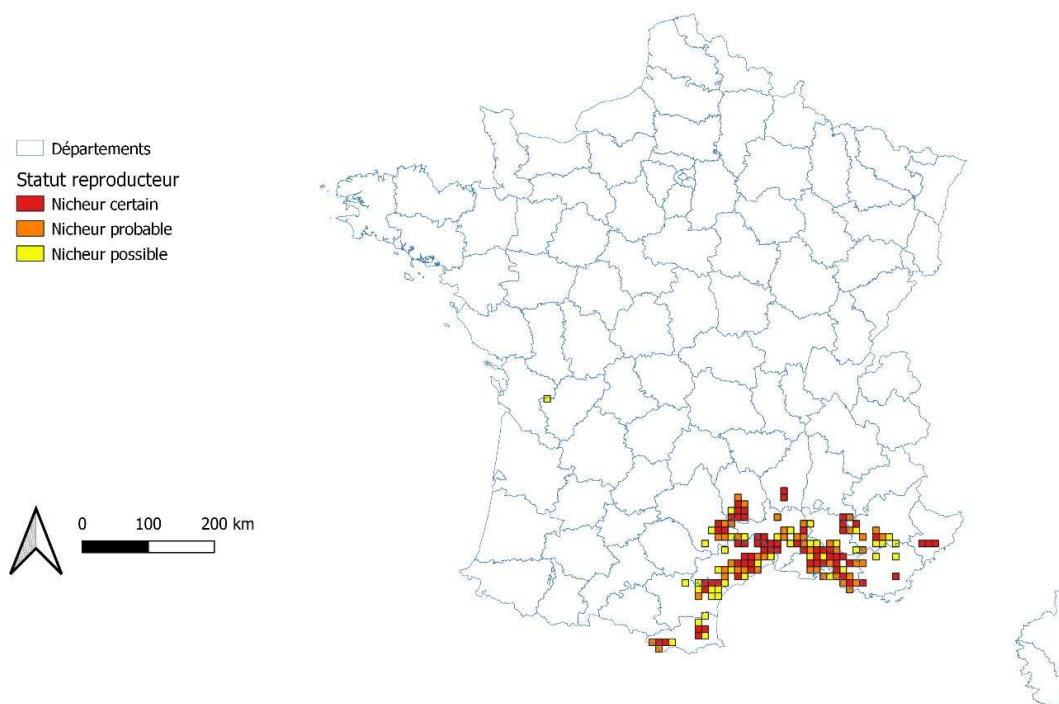 Départements
Statut reproducteur
Nicheur certain
Nicheur probable
Nicheur possible
0 100 200 km